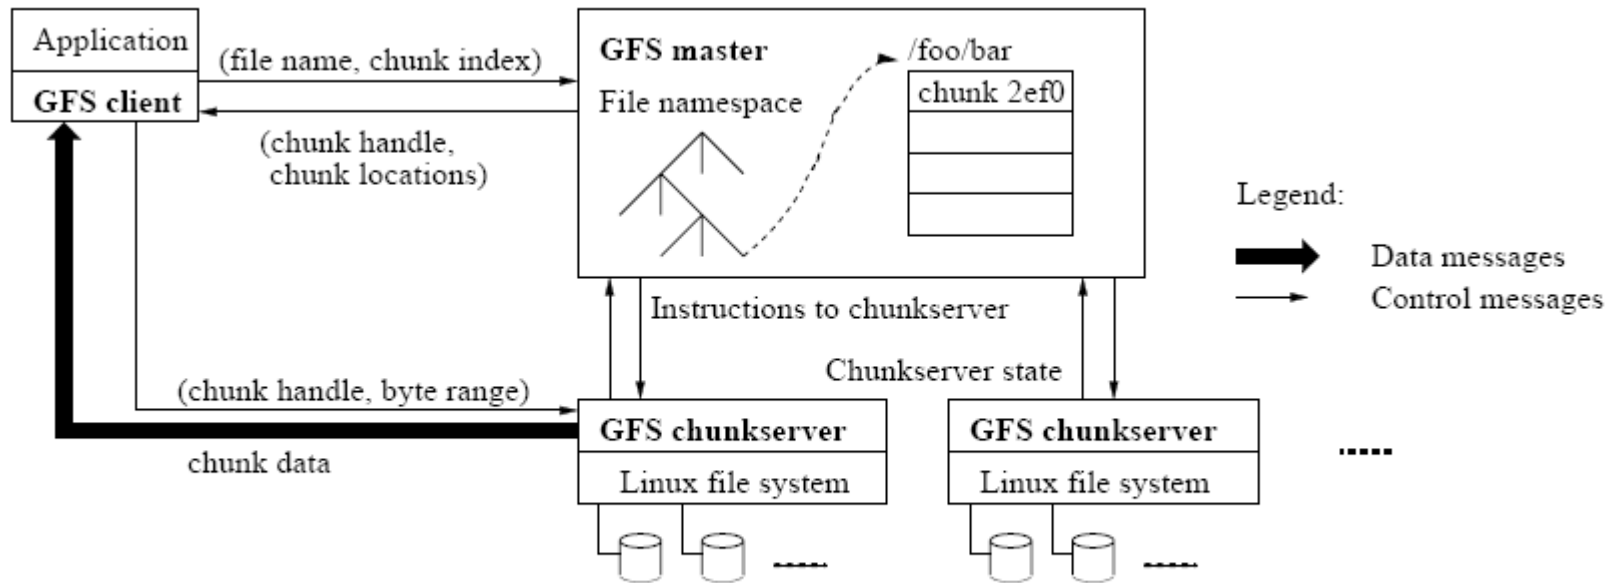 Application
GFS client
(file name, chunk index)
(chunk handle,
chunk locations)
GFS master
File namespace
/foo/bar
chunk 2ef0
Legend:
Data messages
Control messages
Instructions to chunkserver
Chunkserver state
(chunk handle, byte range)
chunk data
GFS chunkserver
Linux file system
GFS chunkserver
Linux file system